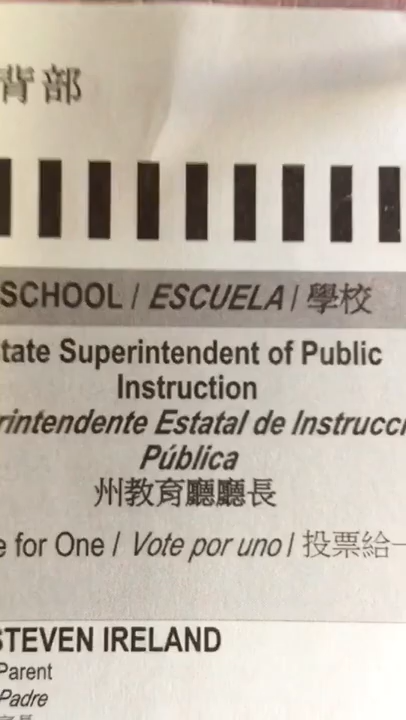 背部
SCHOOL / ESCUELA / 學校
tate Superintendent of Public
Instruction
rintendente Estatal de Instrucci
Pública
州教育廳廳長
e for One / Vote por uno / 投票給一
STEVEN IRELAND
Parent
Padre